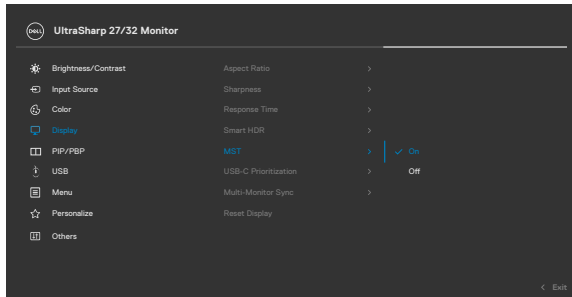 DELL UltraSharp 27/32 Monitor
Brightness/Contrast
Input Source
Color
Display
PIP/PBP
USB
Menu
Personalize
Others
Aspect Ratio
Sharpness
Response Time
Smart HDR
MST
USB-C Prioritization
Multi-Monitor Sync
Reset Display
On
Off
Exit